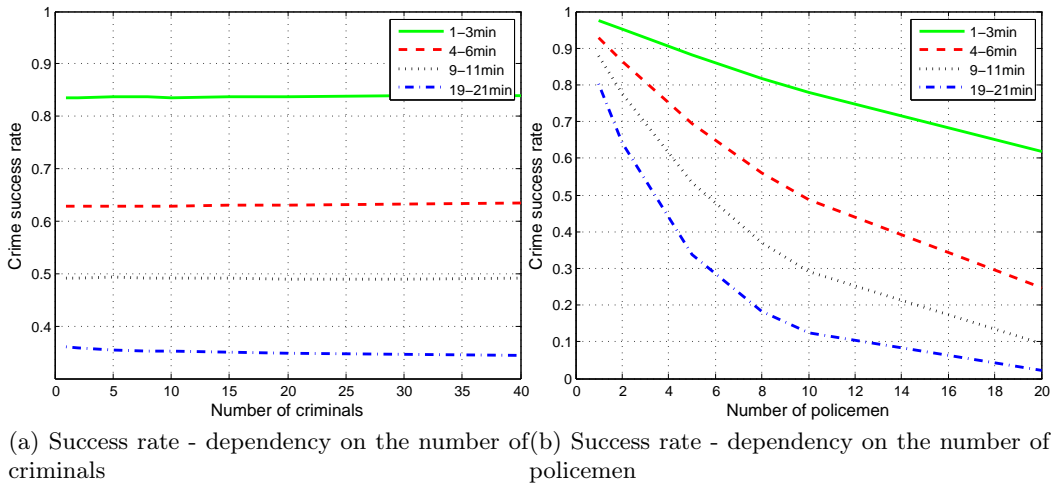 1
0.9
0.8
0.7
0.6
0.5
0.4
Crime success rate
0 5 10 15 20 25 30 35 40
Number of criminals
1–3min
4–6min
9–11min
19–21min
1
0.9
0.8
0.7
0.6
0.5
0.4
0.3
0.2
0.1
0
Crime success rate
0 2 4 6 8 10 12 14 16 18 20
Number of policemen
1–3min
4–6min
9–11min
19–21min
(a) Success rate - dependency on the number of
criminals
(b) Success rate - dependency on the number of
policemen